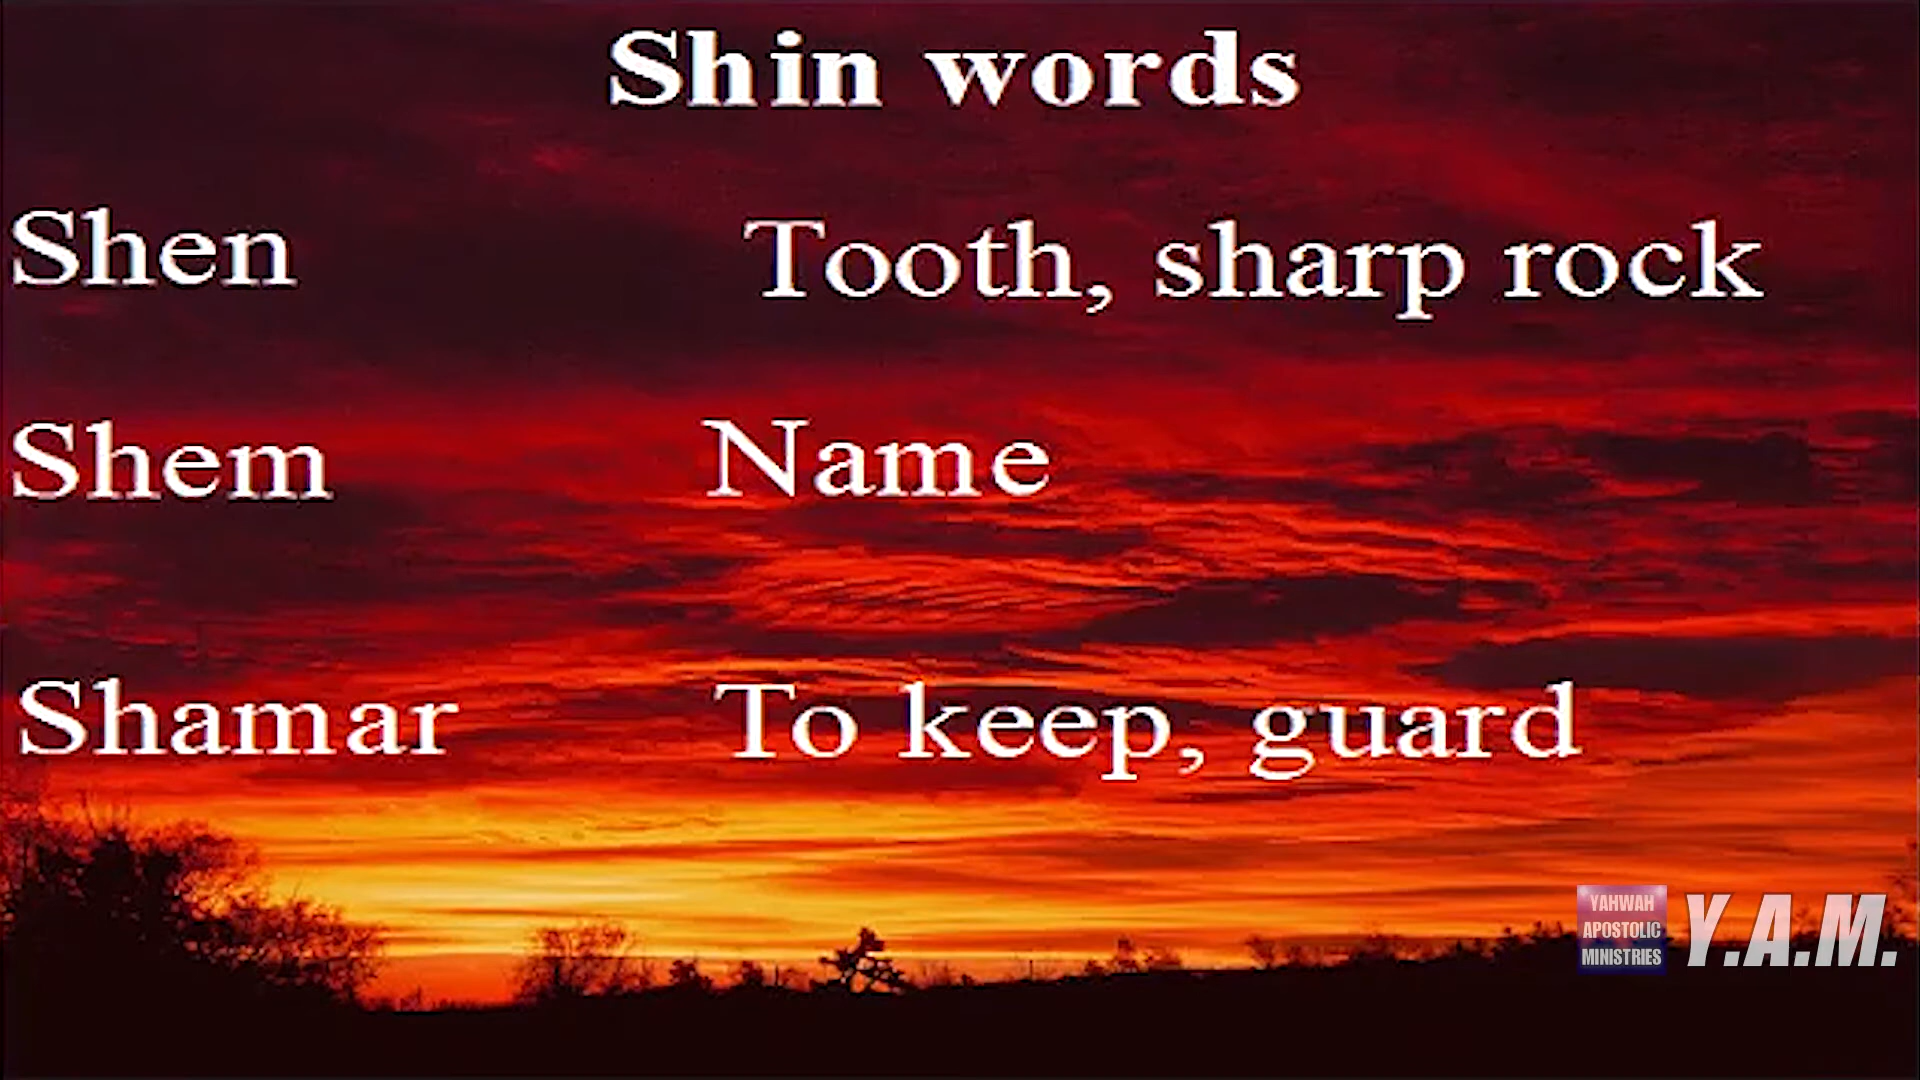 Shin words
Shen Tooth, sharp rock
Shem Name
Shamar To keep, guard
YAHWAH
APOSTOLIC
MINISTRIES
Y.A.M.